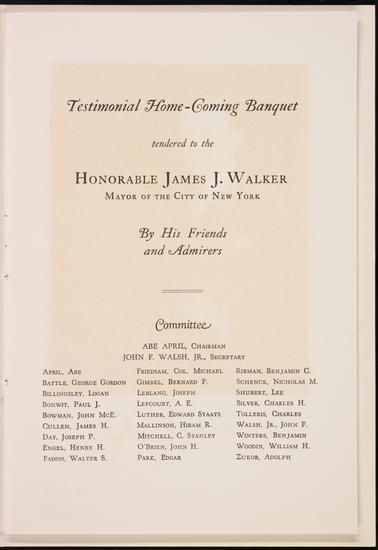 Testimonial Home-Coming Banquet
tendered to the
Honorable James J. Walker
Mayor of the City of New York
By His Friends
and Admirers
Committee
Abe April, Chairman
John F. Walsh, Jr., Secretary
April, Abe
Battle, George Gordon
Billingsley, Logan
Bonwit, Paul J.
Bowman, John McE.
Cullen, James H.
Day, Joseph P.
Engel, Henry H.
Faddis, Walter S.
Friedsam, Col. Michael
Gimbel, Bernard F.
Leblang, Joseph
Lefcourt, A. E.
Luther, Edward Staats
Mallinson, Hiram R.
Mitchell, C. Stanley
O'Brien, John H.
Park, Edgar
Ribman, Benjamin C.
Schenck, Nicholas M.
Shubert, Lee
Silver, Charles H.
Tolleris, Charles
Walsh, Jr., John F.
Winters, Benjamin
Woodin, William H.
Zukor, Adolph